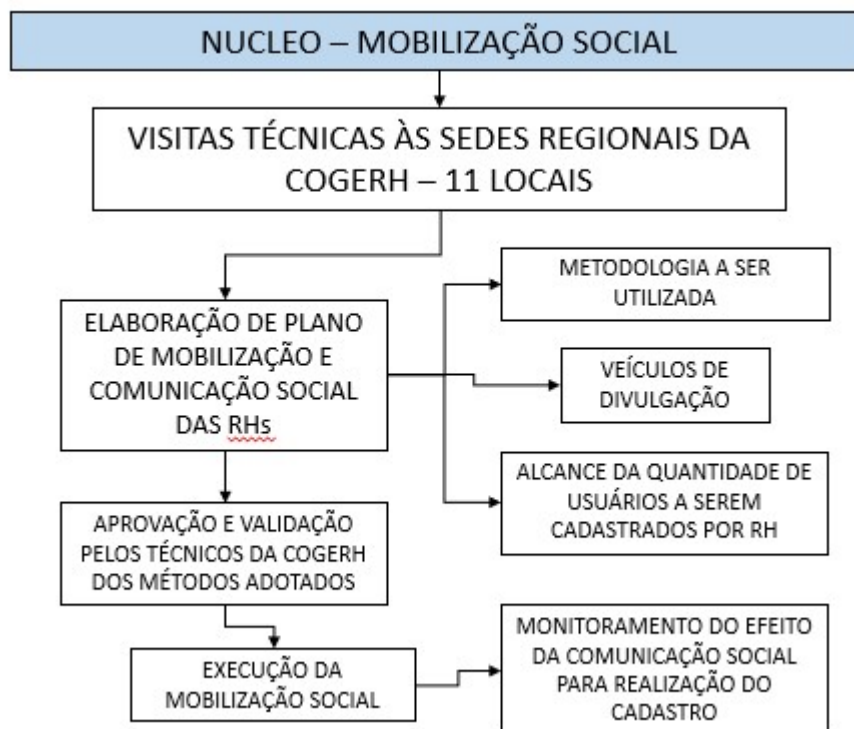 NUCLEO – MOBILIZAÇÃO SOCIAL
VISITAS TÉCNICAS ÀS SEDES REGIONAIS DA
COGERH – 11 LOCAIS
ELABORAÇÃO DE PLANO
DE MOBILIZAÇÃO E
COMUNICAÇÃO SOCIAL
DAS RHs
METODOLOGIA A SER
UTILIZADA
VEÍCULOS DE
DIVULGAÇÃO
ALCANCE DA QUANTIDADE DE
USUÁRIOS A SEREM
CADASTRADOS POR RH
APROVAÇÃO E VALIDAÇÃO
PELOS TÉCNICOS DA COGERH
DOS MÉTODOS ADOTADOS
EXECUÇÃO DA
MOBILIZAÇÃO SOCIAL
MONITORAMENTO DO EFEITO
DA COMUNICAÇÃO SOCIAL
PARA REALIZAÇÃO DO
CADASTRO